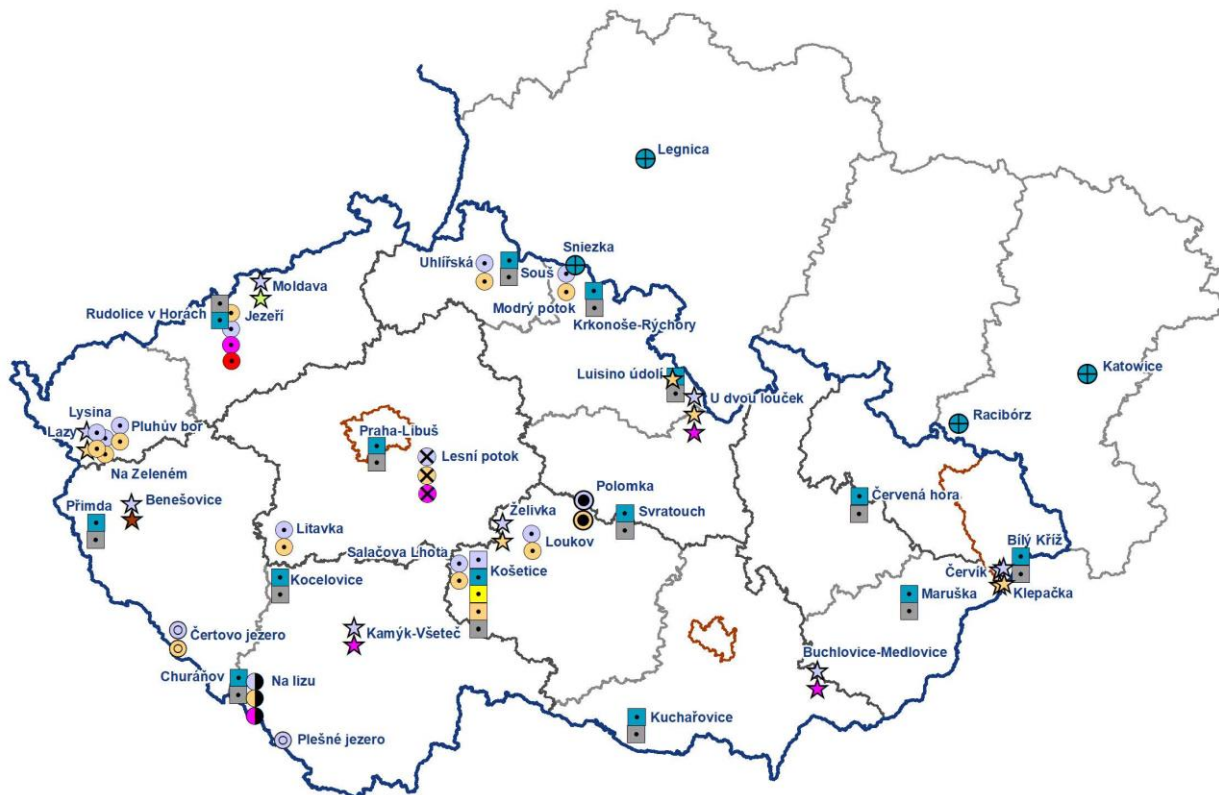 Legnica
Sniezka
Uhlířská
Souš
Moldava
Modrý potok
Rudolice v Horách
Jezeří
Krkonoše-Rýchory
Luisino údolí
Katowice
U dvou louček
Lysina
Racibórz
Lazy
Pluhův bor
Praha-Libuš
Lesní potok
Na Zeleném
Polomka
Červená hora
Benešovice
Přimda
Želivka
Svratouch
Litavka
Loukov
Salačova Lhota
Bílý Kříž
Košetice
Červík
Kocelovice
Maruška
Klepačka
Čertovo jezero
Kamýk-Všeteč
Buchlovice-Medlovice
Churáňov
Na lizu
Kuchařovice
Plešné jezero